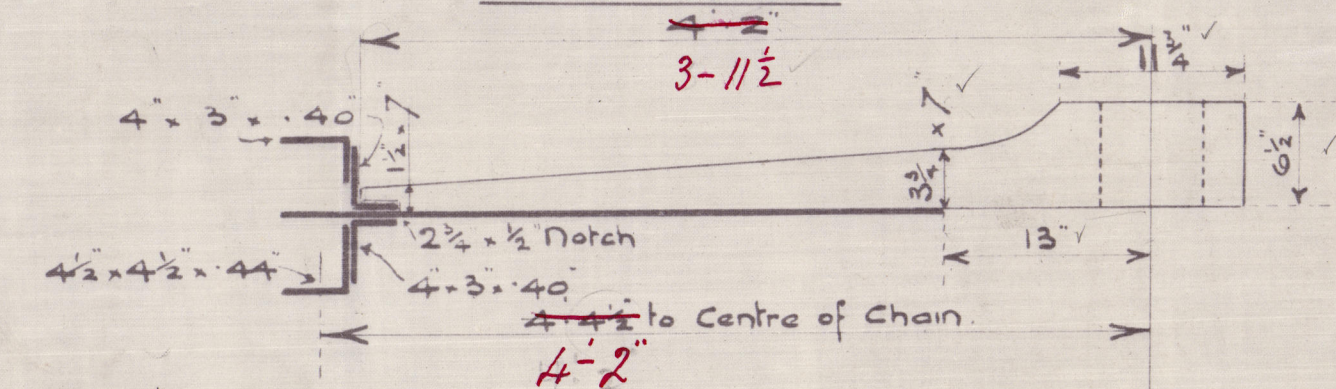 4'-2"
3-11½
11¾"
4" × 3" × .40"
1½" × 7"
3¾ × 7"
6½"
2¾ × ½" Notch
13"
4½" × 4½" × .44"
4" × 3" × .40"
4'-4½" to Centre of Chain.
4'-2"